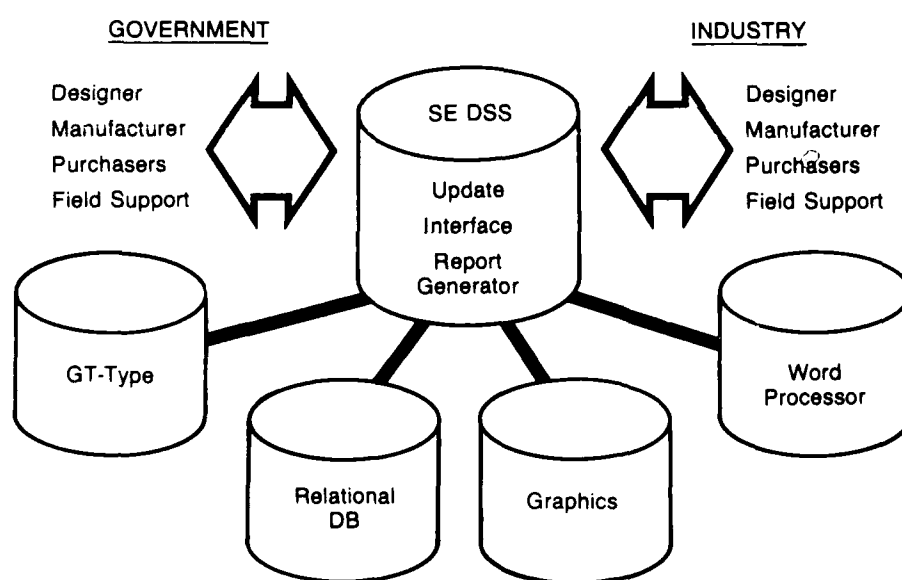 GOVERNMENT
Designer
Manufacturer
Purchasers
Field Support
SE DSS
Update
Interface
Report
Generator
INDUSTRY
Designer
Manufacturer
Purchasers
Field Support
GT-Type
Relational
DB
Graphics
Word
Processor